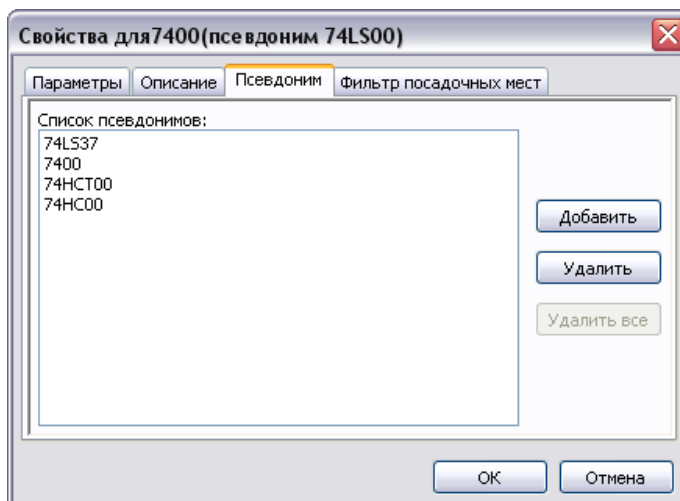 Свойства для7400(псевдоним 74LS00)
Параметры Описание Псевдоним Фильтр посадочных мест
Список псевдонимов:
74LS37
7400
74HCT00
74HC00
Добавить
Удалить
Удалить все
OK Отмена